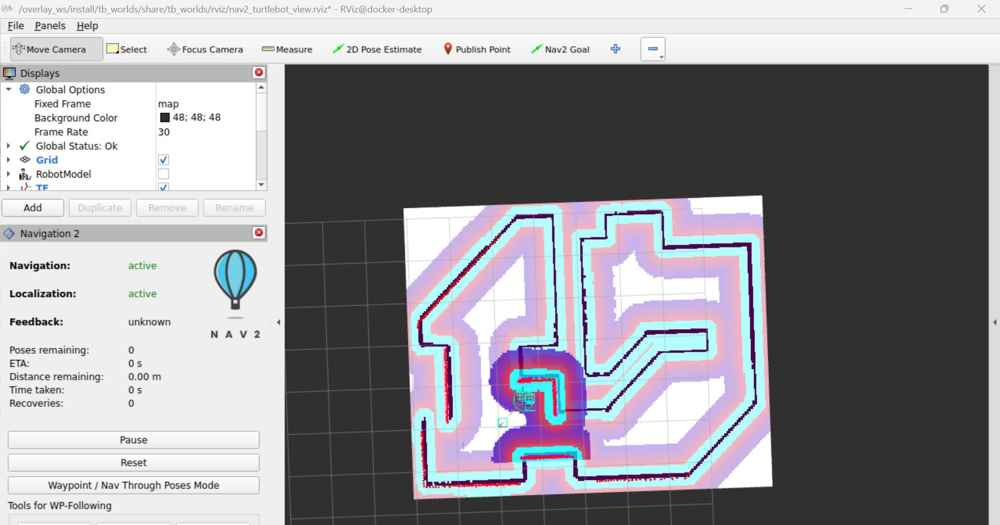 /overlay_ws/install/tb_worlds/share/tb_worlds/rviz/nav2_turtlebot_view.rviz* - RViz@docker-desktop
File Panels Help
Move Camera Select Focus Camera Measure 2D Pose Estimate Publish Point Nav2 Goal
Displays
Global Options
Fixed Frame map
Background Color 48; 48; 48
Frame Rate 30
Global Status: Ok
Grid
RobotModel
TF
Add Duplicate Remove Rename
Navigation 2
Navigation: active
Localization: active
Feedback: unknown
NAV2
Poses remaining: 0
ETA: 0 s
Distance remaining: 0.00 m
Time taken: 0 s
Recoveries: 0
Pause
Reset
Waypoint / Nav Through Poses Mode
Tools for WP-Following